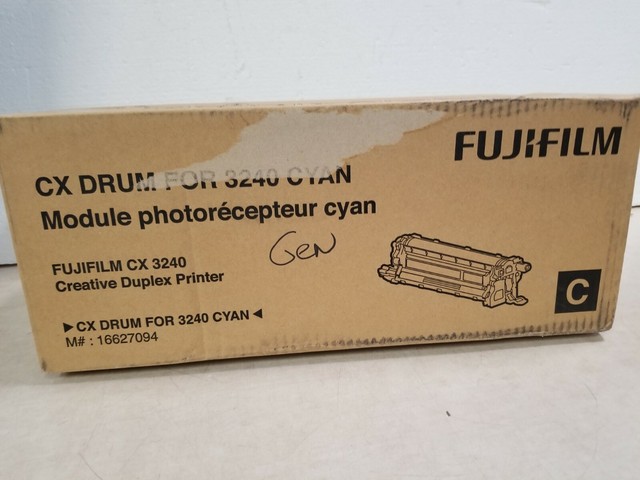 FUJIFILM
CX DRUM FOR 3240 CYAN
Module photorécepteur cyan
Gen
FUJIFILM CX 3240
Creative Duplex Printer
C
▶CX DRUM FOR 3240 CYAN◀
M# : 16627094